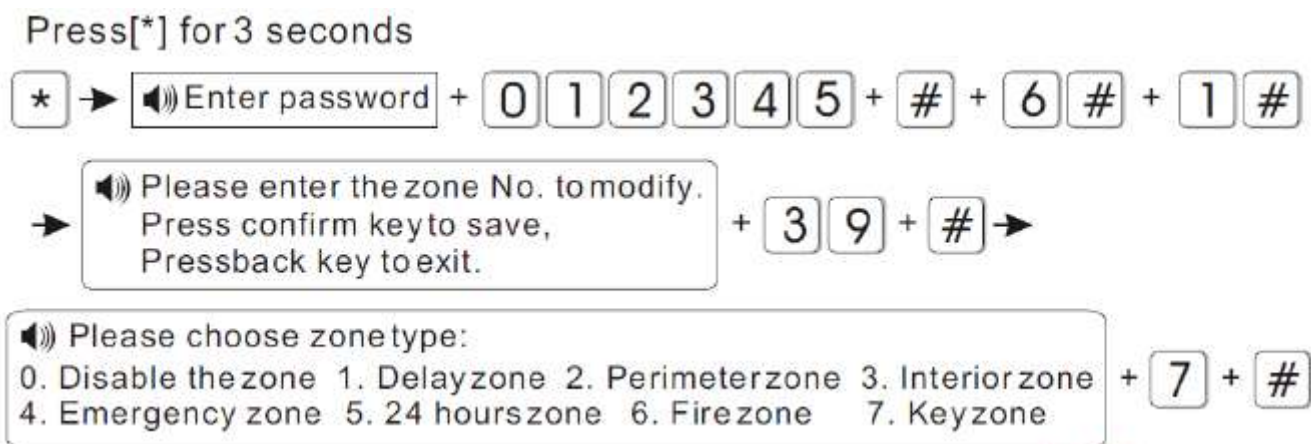 Press[*] for 3 seconds
* Enter password + 0 1 2 3 4 5 + # + 6 # + 1 #
Please enter the zone No. to modify.
Press confirm key to save,
Pressback key to exit.
+ 3 9 + #
Please choose zone type:
0. Disable the zone 1. Delay zone 2. Perimeter zone 3. Interior zone
4. Emergency zone 5. 24 hours zone 6. Fire zone 7. Key zone
+ 7 + #